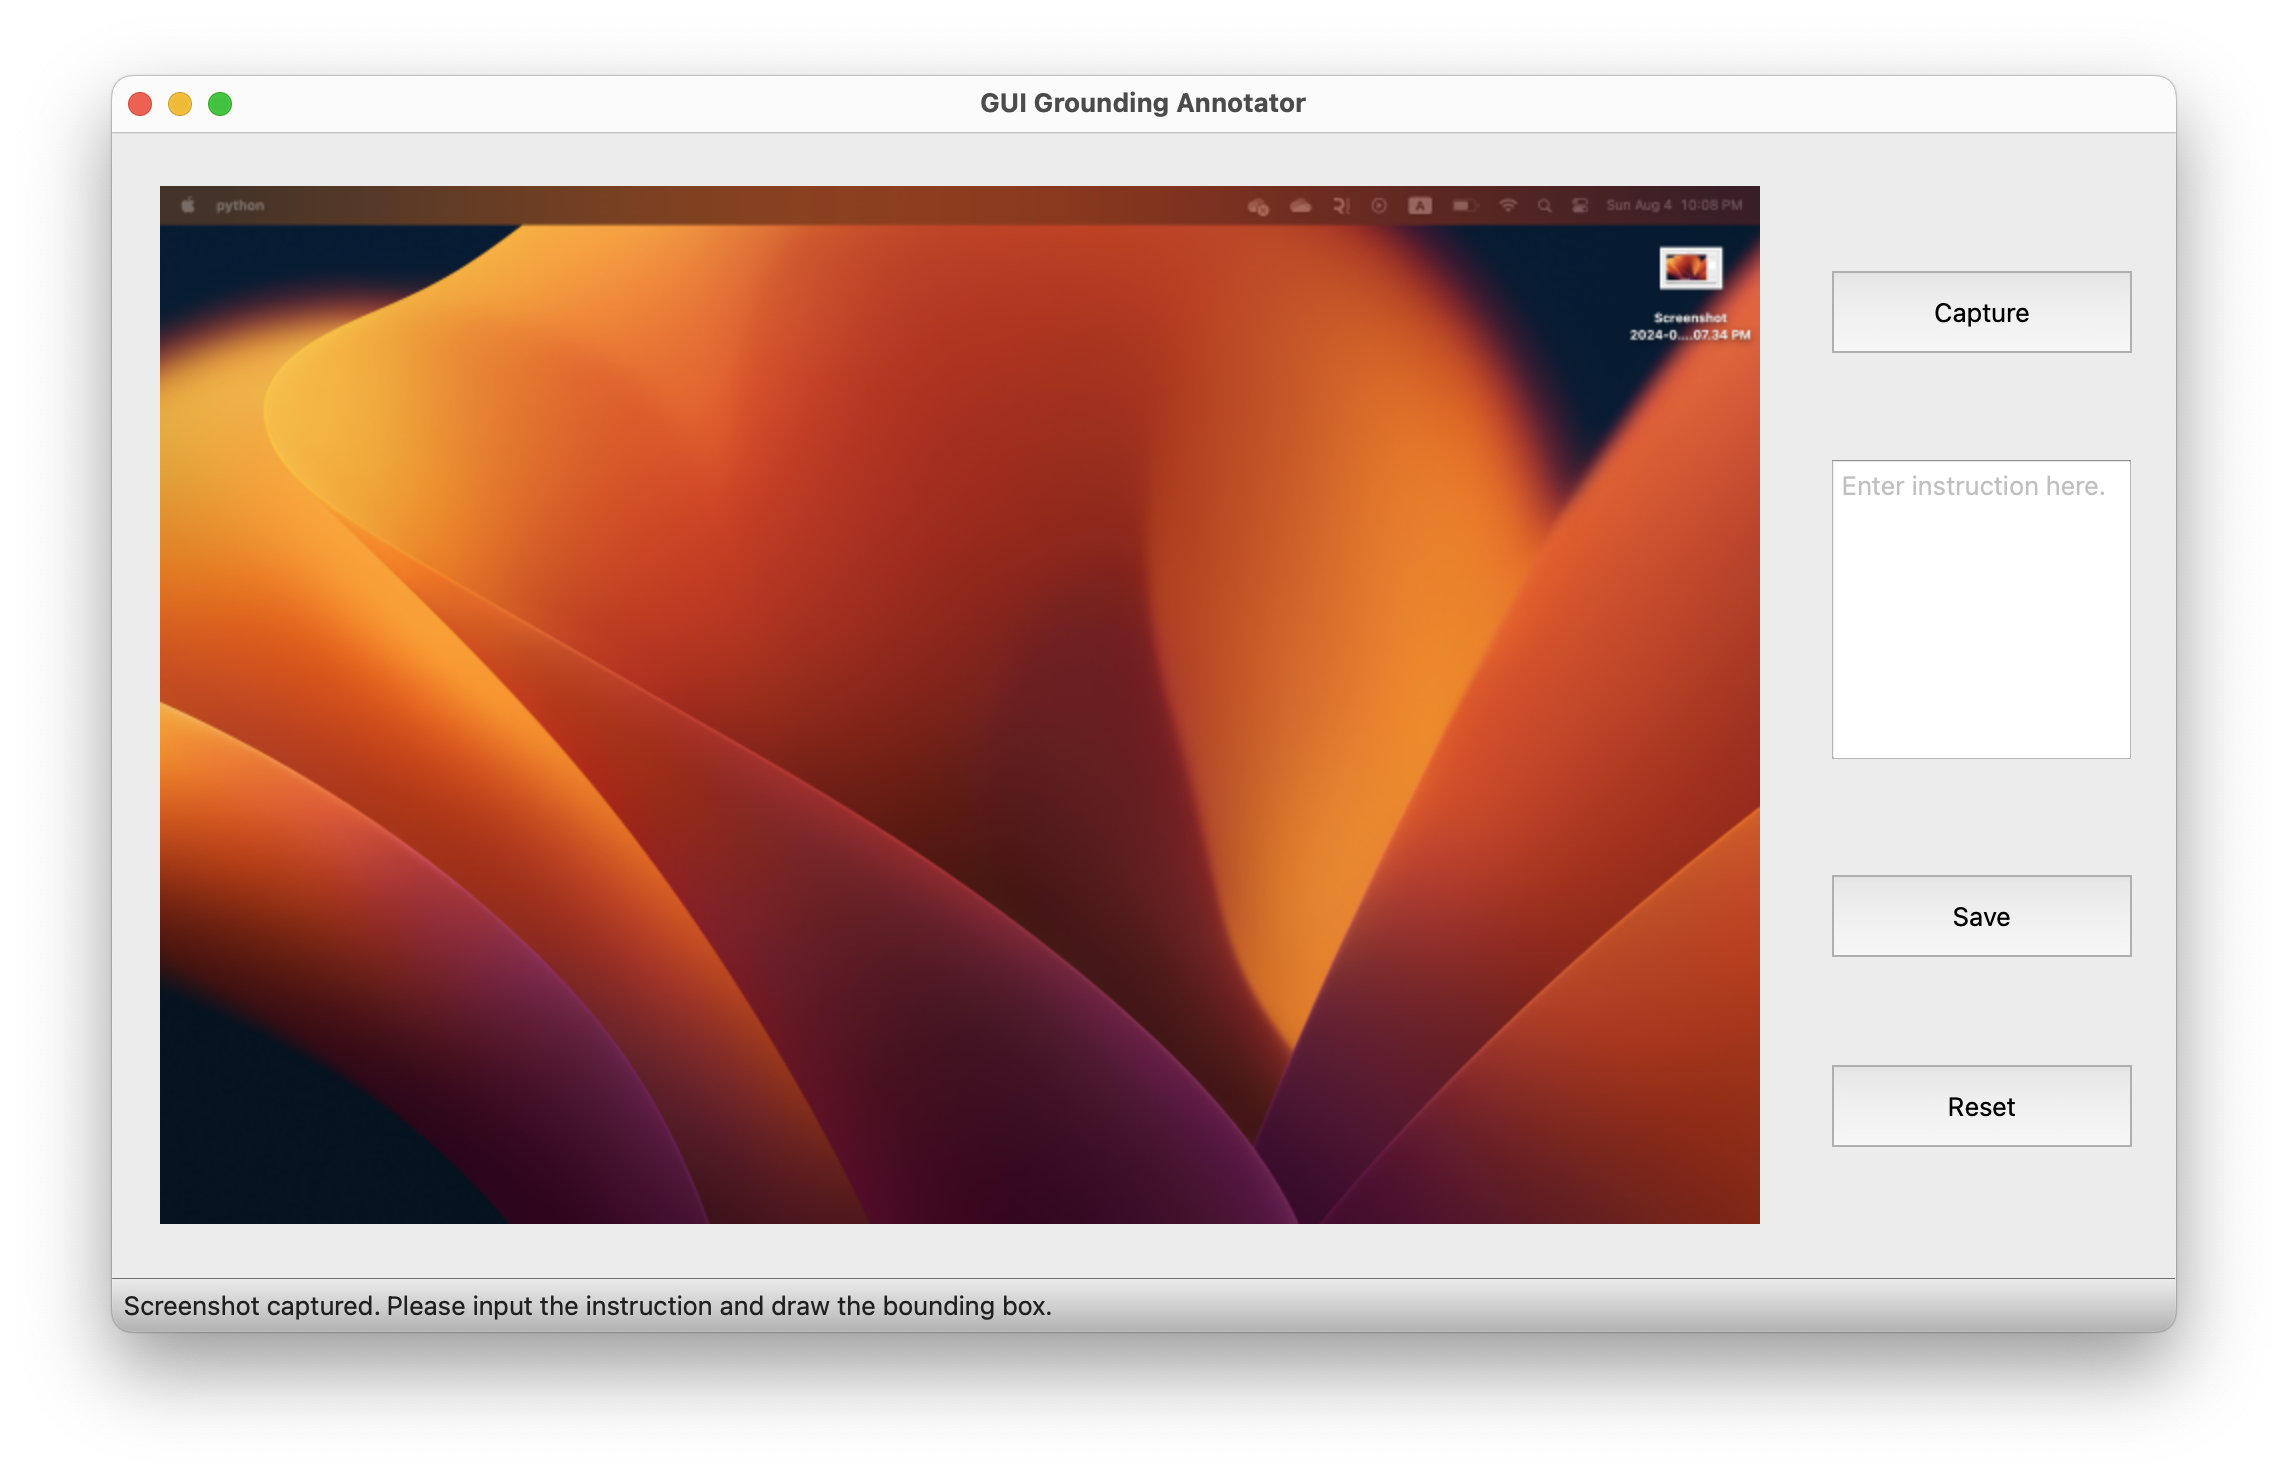 GUI Grounding Annotator
python
A
Sun Aug 4 10:08 PM
Screenshot
2024-0....07.34 PM
Capture
Enter instruction here.
Save
Reset
Screenshot captured. Please input the instruction and draw the bounding box.